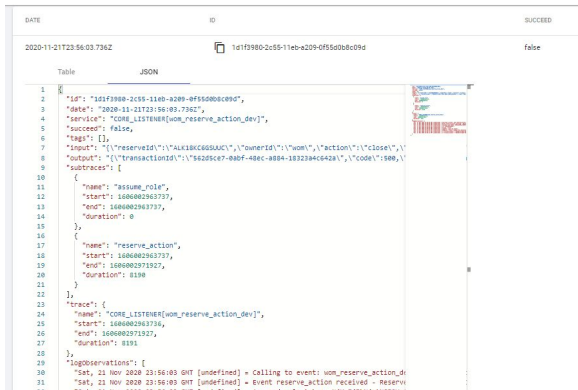 DATE ID SUCCEED
2020-11-21T23:56:03.736Z 1d1f3980-2c55-11eb-a209-0f55d0b8c09d false
Table JSON
1 {
2 "id": "1d1f3980-2c55-11eb-a209-0f55d0b8c09d",
3 "date": "2020-11-21T23:56:03.736Z",
4 "service": "CORE_LISTENER[wom_reserve_action_dev]",
5 "succeed": false,
6 "tags": [],
7 "input": "{\"reserveId\":\"ALK18KC6GSUUC\",\"ownerId\":\"wom\",\"action\":\"close\",\"
8 "output": "{\"transactionId\":\"562d5ce7-0abf-48ec-a884-18323a4c642a\",\"code\":500,\"
9 "subtraces": [
10 {
11 "name": "assume_role",
12 "start": 1606002963737,
13 "end": 1606002963737,
14 "duration": 0
15 },
16 {
17 "name": "reserve_action",
18 "start": 1606002963737,
19 "end": 1606002971927,
20 "duration": 8190
21 }
22 ],
23 "trace": {
24 "name": "CORE_LISTENER[wom_reserve_action_dev]",
25 "start": 1606002963736,
26 "end": 1606002971927,
27 "duration": 8191
28 },
29 "logObservations": [
30 "Sat, 21 Nov 2020 23:56:03 GMT [undefined] = Calling to event: wom_reserve_action_de
31 "Sat, 21 Nov 2020 23:56:03 GMT [undefined] = Event reserve_action received - Reserv